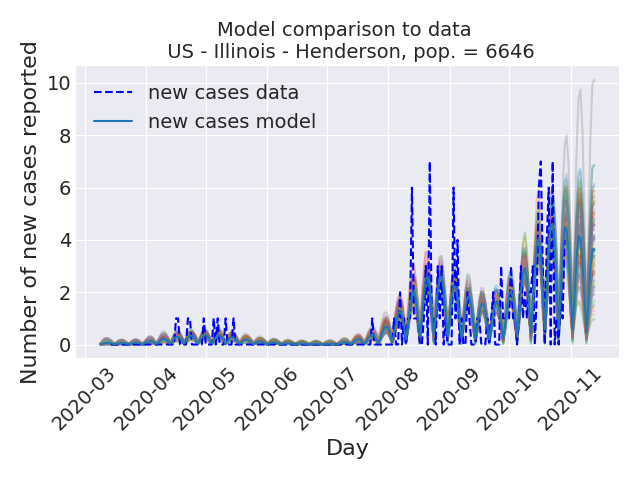 Model comparison to data
US - Illinois - Henderson, pop. = 6646
Number of new cases reported
10
8
6
4
2
0
new cases data
new cases model
2020-03
2020-04
2020-05
2020-06
2020-07
2020-08
2020-09
2020-10
2020-11
Day